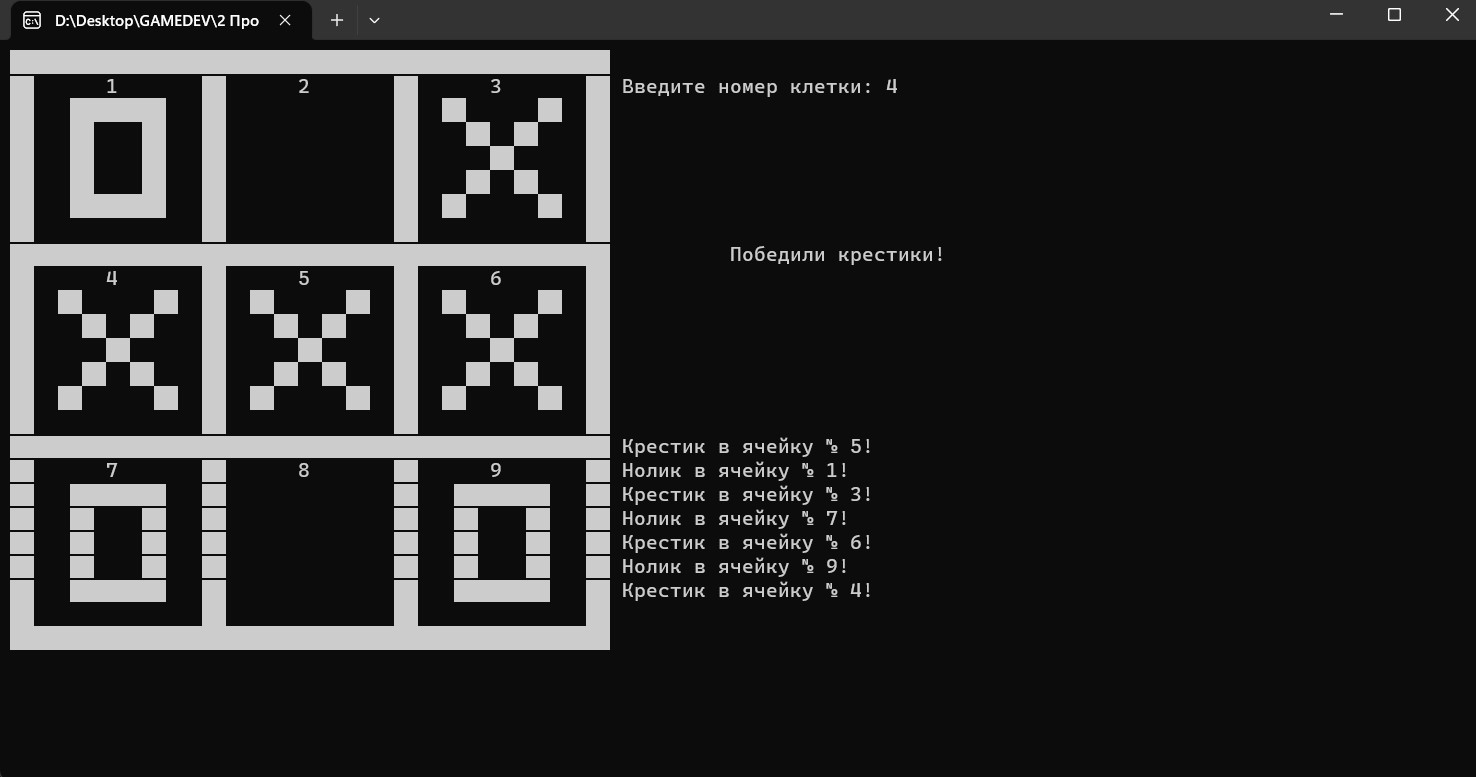 D:\Desktop\GAMEDEV\2 Про
1 2 3
Введите номер клетки: 4
Победили крестики!
4 5 6
Крестик в ячейку № 5!
7 8 9
Нолик в ячейку № 1!
Крестик в ячейку № 3!
Нолик в ячейку № 7!
Крестик в ячейку № 6!
Нолик в ячейку № 9!
Крестик в ячейку № 4!